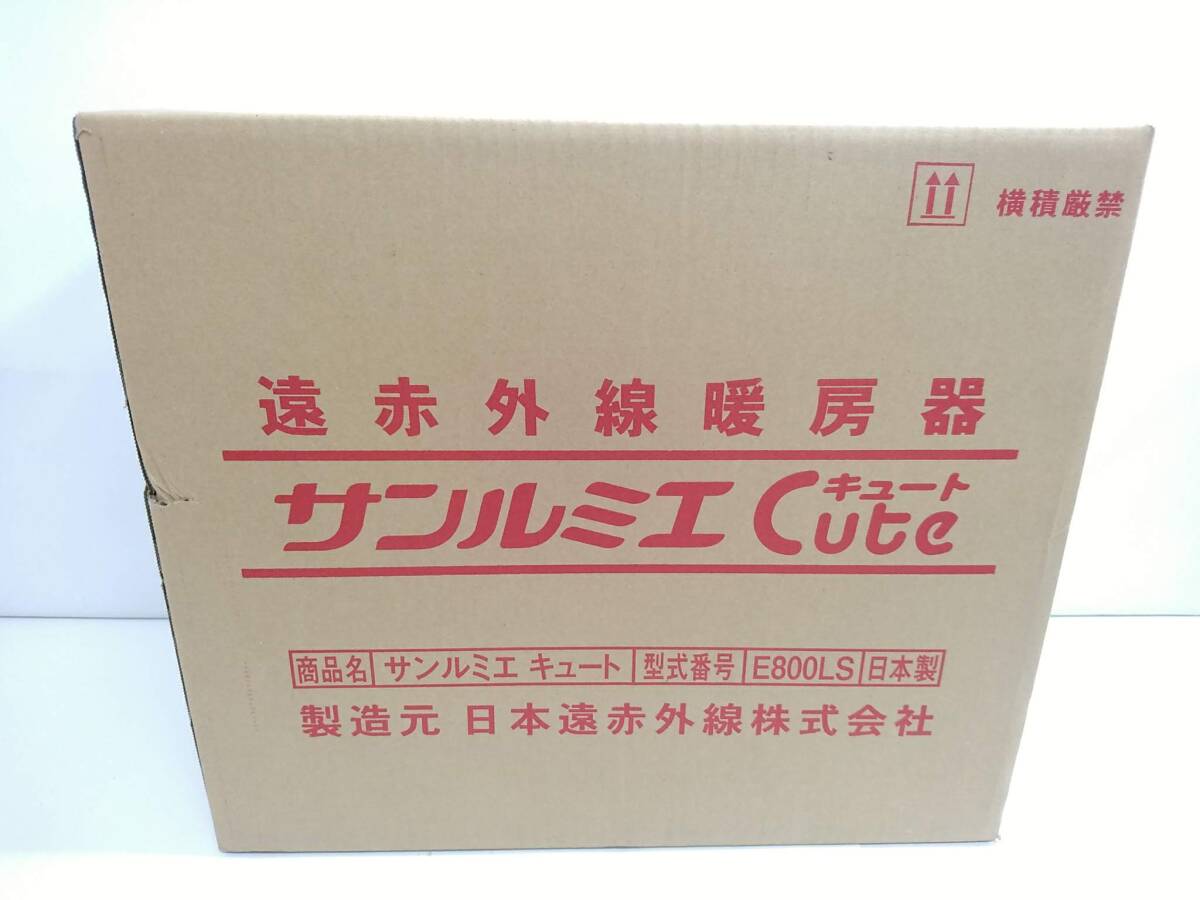 横積厳禁
遠赤外線暖房器
キュート
サンルミエ Cute
商品名 サンルミエ キュート 型式番号 E800LS 日本製
製造元 日本遠赤外線株式会社